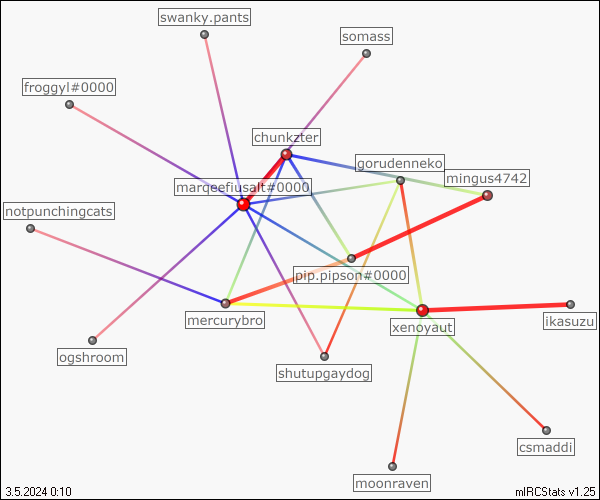 swanky.pants
somass
froggyl#0000
chunkzter
gorudenneko
mingus4742
marqeefiusalt#0000
notpunchingcats
pip.pipson#0000
mercurybro
xenoyaut
ikasuzu
ogshroom
shutupgaydog
csmaddi
moonraven
3.5.2024 0:10
mIRCStats v1.25